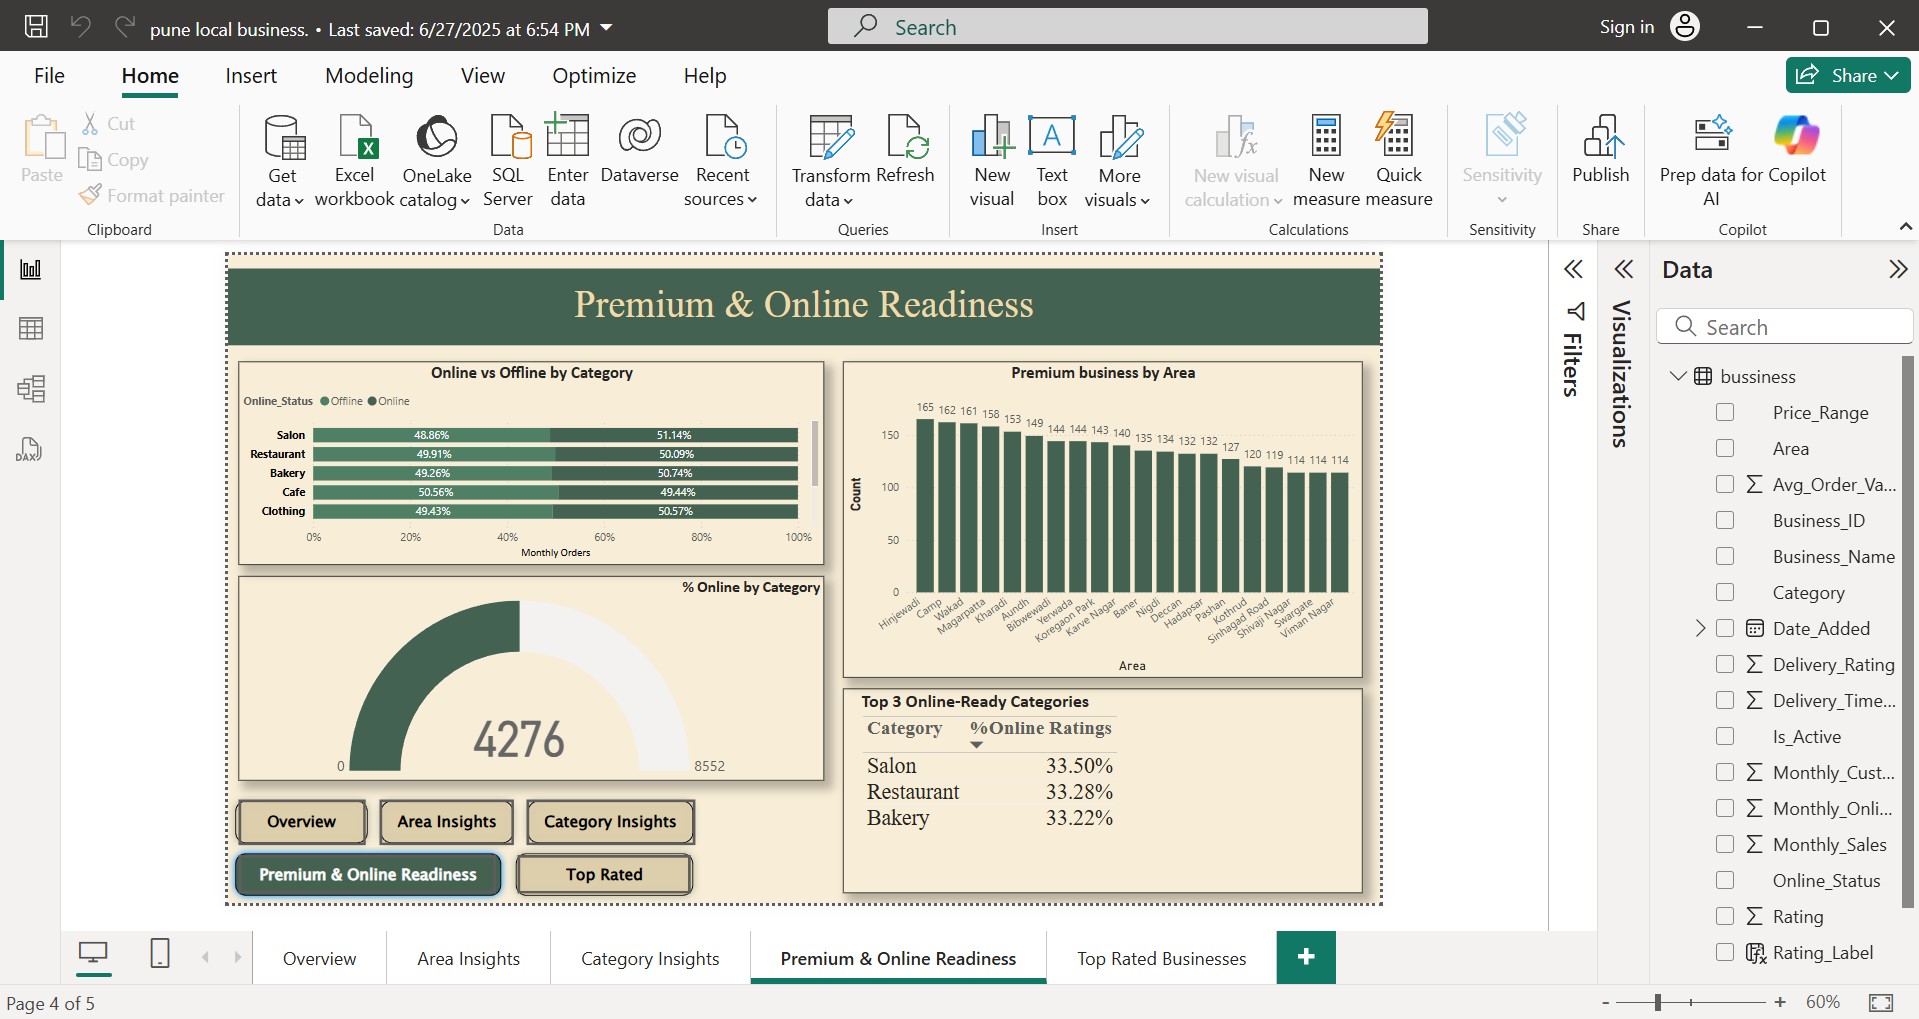 pune local business. • Last saved: 6/27/2025 at 6:54 PM
Search
Sign in
File
Home
Insert
Modeling
View
Optimize
Help
Share
Paste
Cut
Copy
Format painter
Clipboard
Get data
Excel workbook
OneLake catalog
SQL Server
Enter data
Dataverse
Recent sources
Data
Transform data
Refresh
Queries
New visual
Text box
More visuals
Insert
New visual calculation
New measure
Quick measure
Calculations
Sensitivity
Sensitivity
Publish
Share
Prep data for AI
Copilot
Copilot
Premium & Online Readiness
Online vs Offline by Category
Online_Status Offline Online
Salon 48.86% 51.14%
Restaurant 49.91% 50.09%
Bakery 49.26% 50.74%
Cafe 50.56% 49.44%
Clothing 49.43% 50.57%
0% 20% 40% 60% 80% 100%
Monthly Orders
% Online by Category
4276
0
8552
Premium business by Area
165 162 161 158 153 149 144 144 143 140 135 134 132 132 127 120 119 114 114 114
150
100
50
0
Count
Hinjewadi Camp Wakad Magarpatta Kharadi Aundh Bibwewadi Yerwada Koregaon Park Karve Nagar Baner Nigdi Deccan Hadapsar Pashan Kothrud Sinhagad Road Shivaji Nagar Swargate Viman Nagar
Area
Top 3 Online-Ready Categories
Category %Online Ratings
Salon 33.50%
Restaurant 33.28%
Bakery 33.22%
Overview
Area Insights
Category Insights
Premium & Online Readiness
Top Rated
Filters
Visualizations
Data
Search
bussiness
Price_Range
Area
Avg_Order_Va...
Business_ID
Business_Name
Category
Date_Added
Delivery_Rating
Delivery_Time...
Is_Active
Monthly_Cust...
Monthly_Onli...
Monthly_Sales
Online_Status
Rating
Rating_Label
DAX
Overview
Area Insights
Category Insights
Premium & Online Readiness
Top Rated Businesses
+
Page 4 of 5
- + 60%